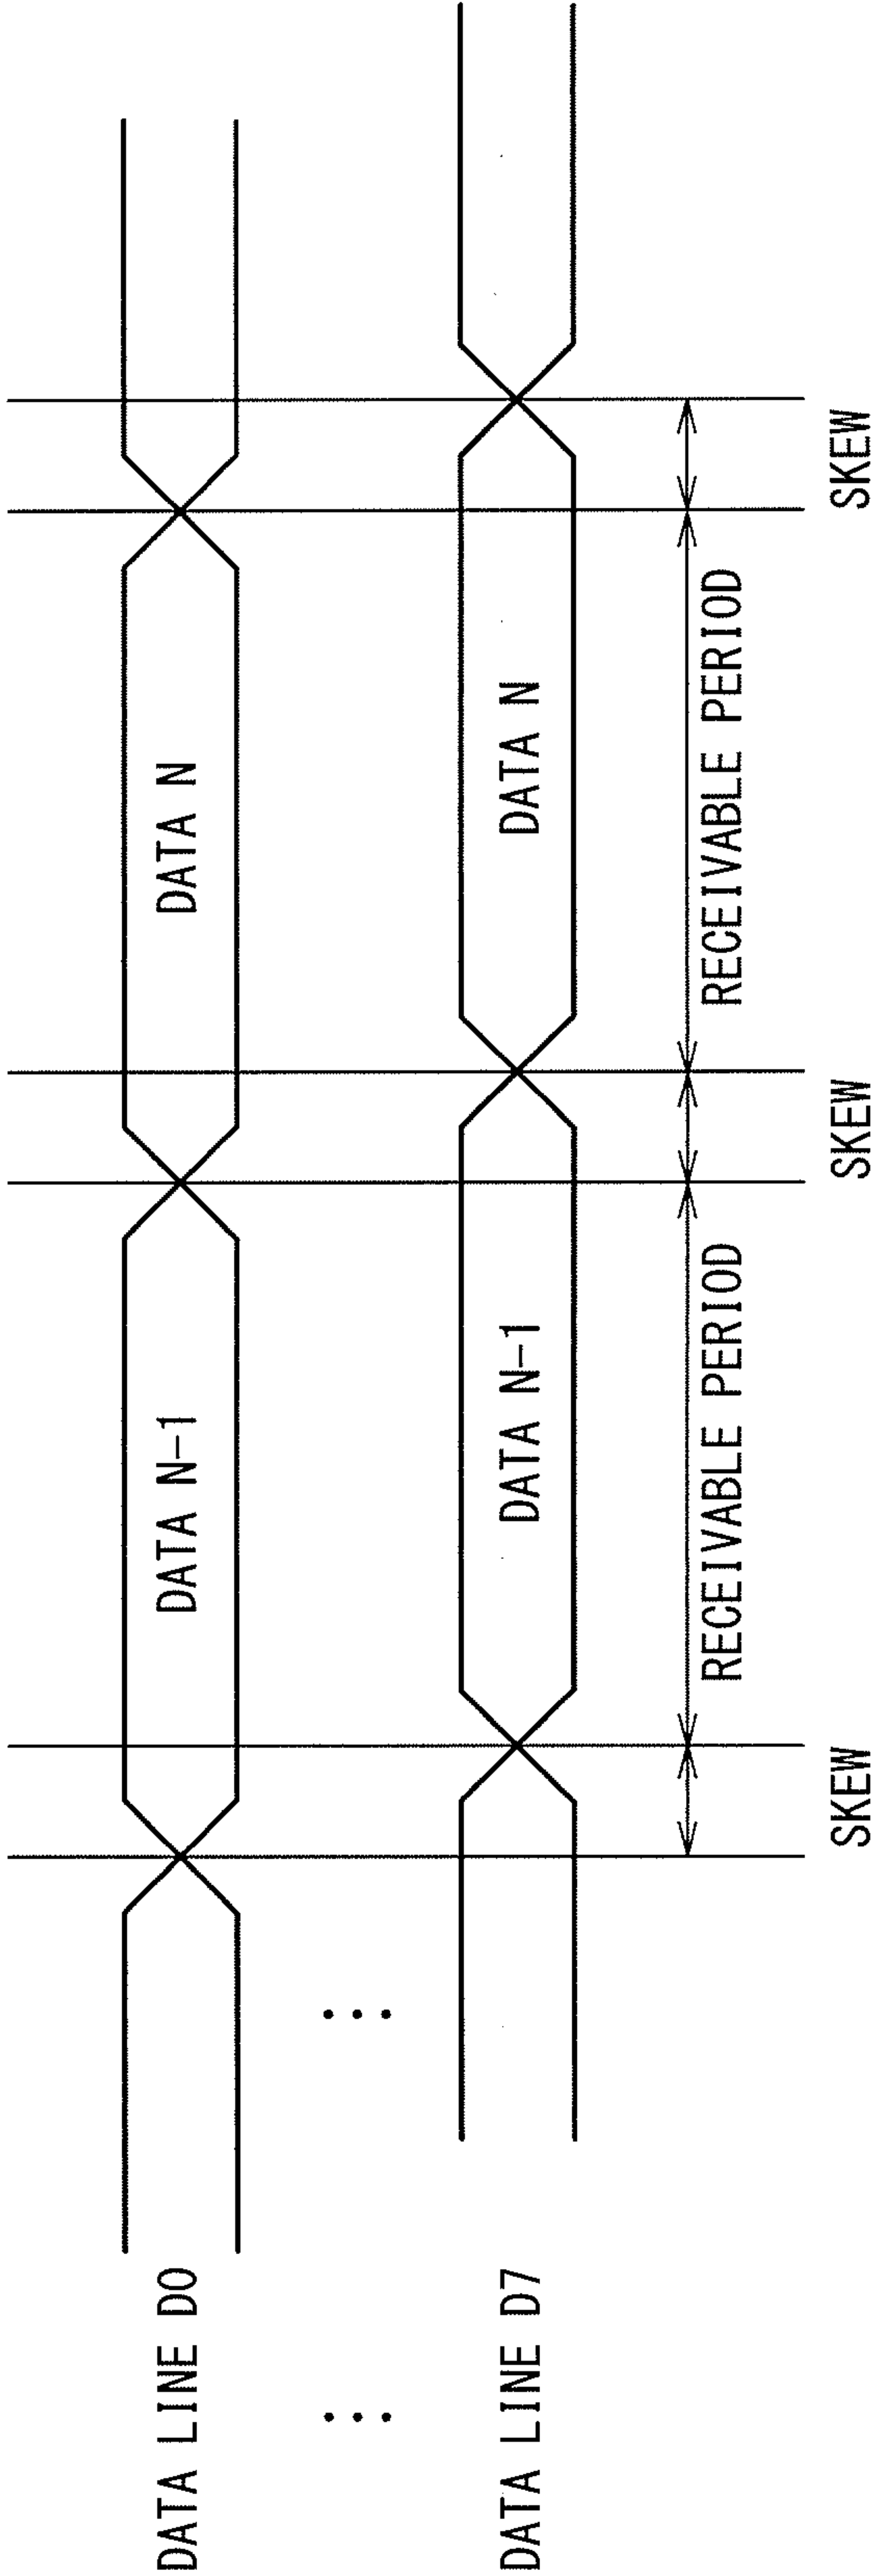 DATA LINE D0
DATA N-1
DATA N
...
...
DATA LINE D7
DATA N-1
DATA N
RECEIVABLE PERIOD
RECEIVABLE PERIOD
SKEW
SKEW
SKEW